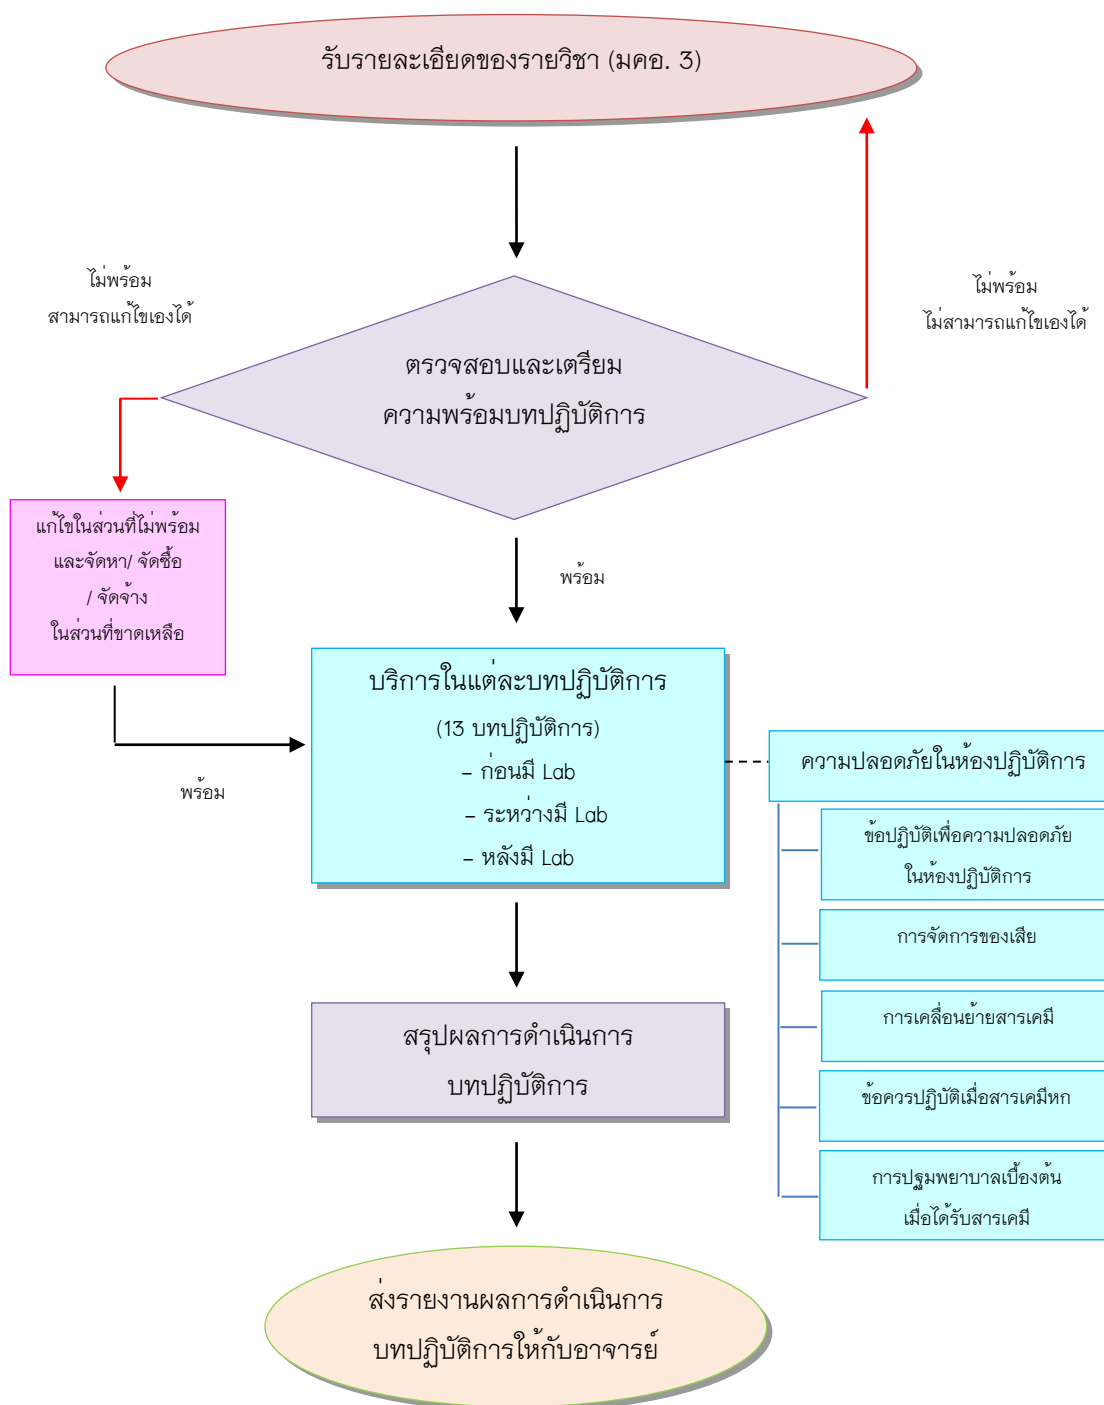 รับรายละเอียดของรายวิชา (มคอ. 3)
ไม่พร้อม
สามารถแก้ไขเองได้
ไม่พร้อม
ไม่สามารถแก้ไขเองได้
ตรวจสอบและเตรียม
ความพร้อมบทปฏิบัติการ
แก้ไขในส่วนที่ไม่พร้อม
และจัดหา/ จัดซื้อ
/ จัดจ้าง
ในส่วนที่ขาดเหลือ
พร้อม
บริการในแต่ละบทปฏิบัติการ
(13 บทปฏิบัติการ)
– ก่อนมี Lab
– ระหว่างมี Lab
– หลังมี Lab
พร้อม
ความปลอดภัยในห้องปฏิบัติการ
ข้อปฏิบัติเพื่อความปลอดภัย
ในห้องปฏิบัติการ
การจัดการของเสีย
การเคลื่อนย้ายสารเคมี
ข้อควรปฏิบัติเมื่อสารเคมีหก
การปฐมพยาบาลเบื้องต้น
เมื่อได้รับสารเคมี
สรุปผลการดำเนินการ
บทปฏิบัติการ
ส่งรายงานผลการดำเนินการ
บทปฏิบัติการให้กับอาจารย์